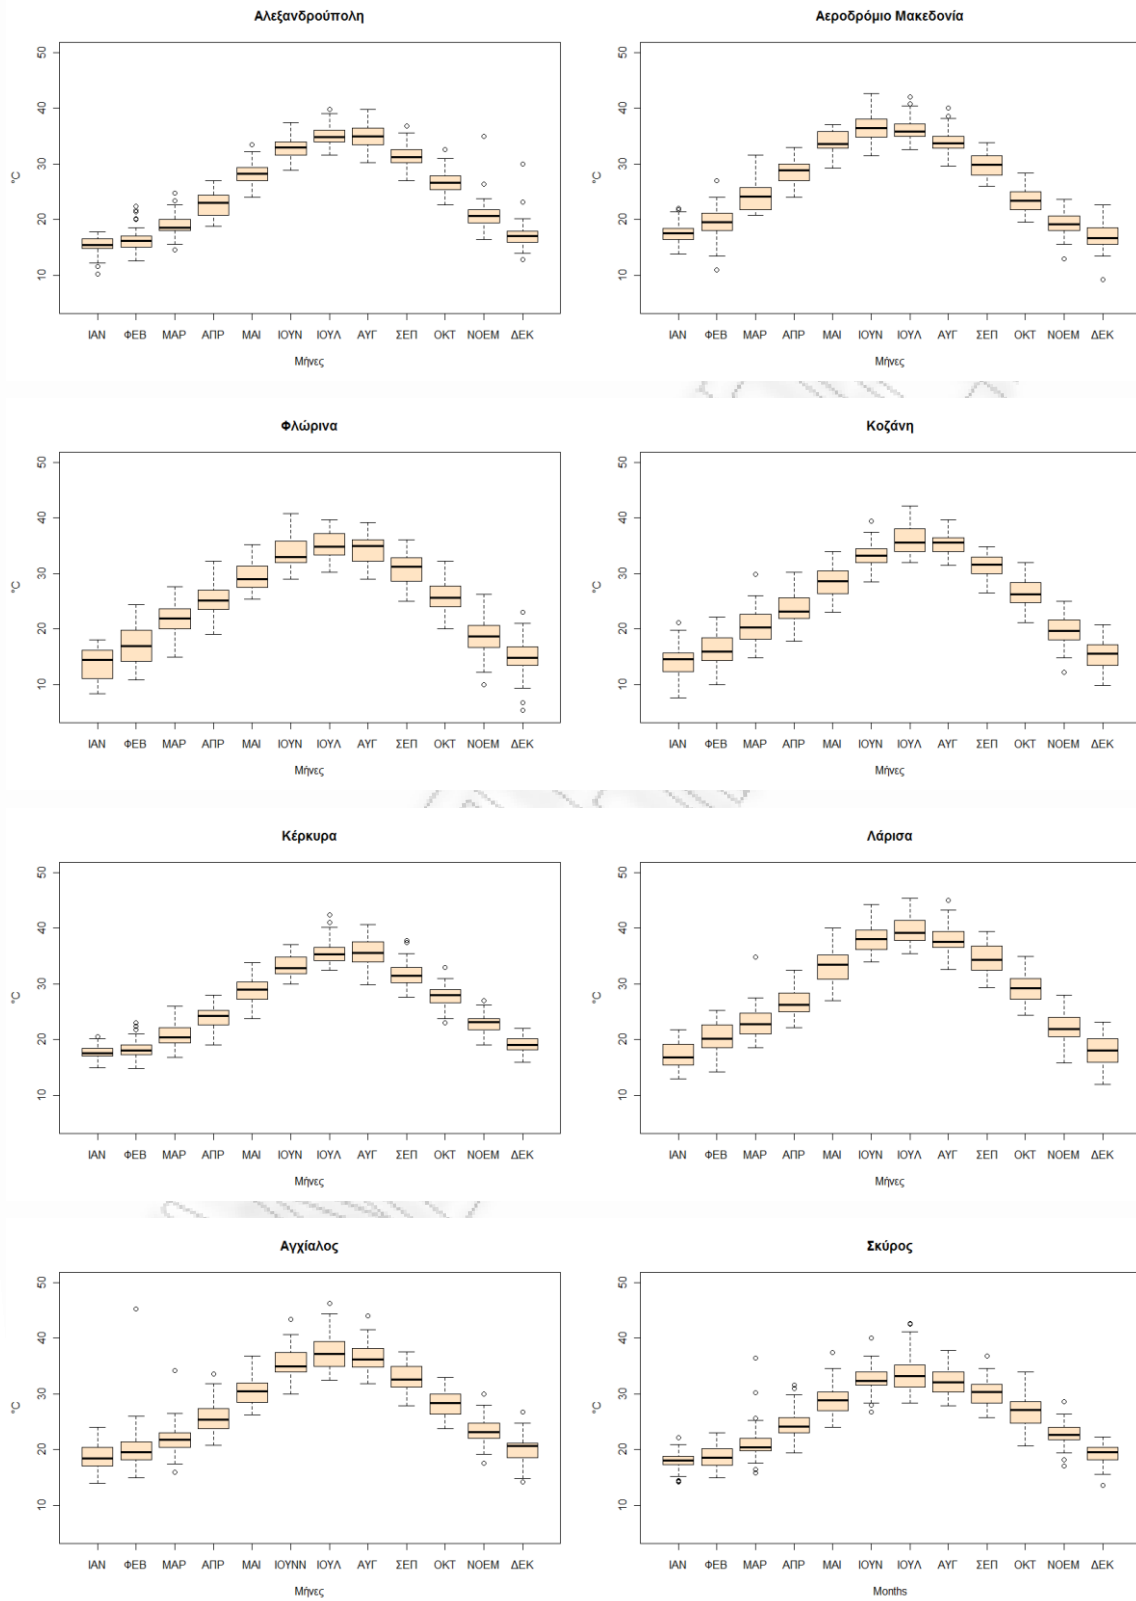 Αλεξανδρούπολη
°C
50
40
30
20
10
ΙΑΝ ΦΕΒ ΜΑΡ ΑΠΡ ΜΑΙ ΙΟΥΝ ΙΟΥΛ ΑΥΓ ΣΕΠ ΟΚΤ ΝΟΕΜ ΔΕΚ
Μήνες
Αεροδρόμιο Μακεδονία
°C
50
40
30
20
10
ΙΑΝ ΦΕΒ ΜΑΡ ΑΠΡ ΜΑΙ ΙΟΥΝ ΙΟΥΛ ΑΥΓ ΣΕΠ ΟΚΤ ΝΟΕΜ ΔΕΚ
Μήνες
Φλώρινα
°C
50
40
30
20
10
ΙΑΝ ΦΕΒ ΜΑΡ ΑΠΡ ΜΑΙ ΙΟΥΝ ΙΟΥΛ ΑΥΓ ΣΕΠ ΟΚΤ ΝΟΕΜ ΔΕΚ
Μήνες
Κοζάνη
°C
50
40
30
20
10
ΙΑΝ ΦΕΒ ΜΑΡ ΑΠΡ ΜΑΙ ΙΟΥΝ ΙΟΥΛ ΑΥΓ ΣΕΠ ΟΚΤ ΝΟΕΜ ΔΕΚ
Μήνες
Κέρκυρα
°C
50
40
30
20
10
ΙΑΝ ΦΕΒ ΜΑΡ ΑΠΡ ΜΑΙ ΙΟΥΝ ΙΟΥΛ ΑΥΓ ΣΕΠ ΟΚΤ ΝΟΕΜ ΔΕΚ
Μήνες
Λάρισα
°C
50
40
30
20
10
ΙΑΝ ΦΕΒ ΜΑΡ ΑΠΡ ΜΑΙ ΙΟΥΝ ΙΟΥΛ ΑΥΓ ΣΕΠ ΟΚΤ ΝΟΕΜ ΔΕΚ
Μήνες
Αγχίαλος
°C
50
40
30
20
10
ΙΑΝ ΦΕΒ ΜΑΡ ΑΠΡ ΜΑΙ ΙΟΥΝΝ ΙΟΥΛ ΑΥΓ ΣΕΠ ΟΚΤ ΝΟΕΜ ΔΕΚ
Μήνες
Σκύρος
°C
50
40
30
20
10
ΙΑΝ ΦΕΒ ΜΑΡ ΑΠΡ ΜΑΙ ΙΟΥΝ ΙΟΥΛ ΑΥΓ ΣΕΠ ΟΚΤ ΝΟΕΜ ΔΕΚ
Months